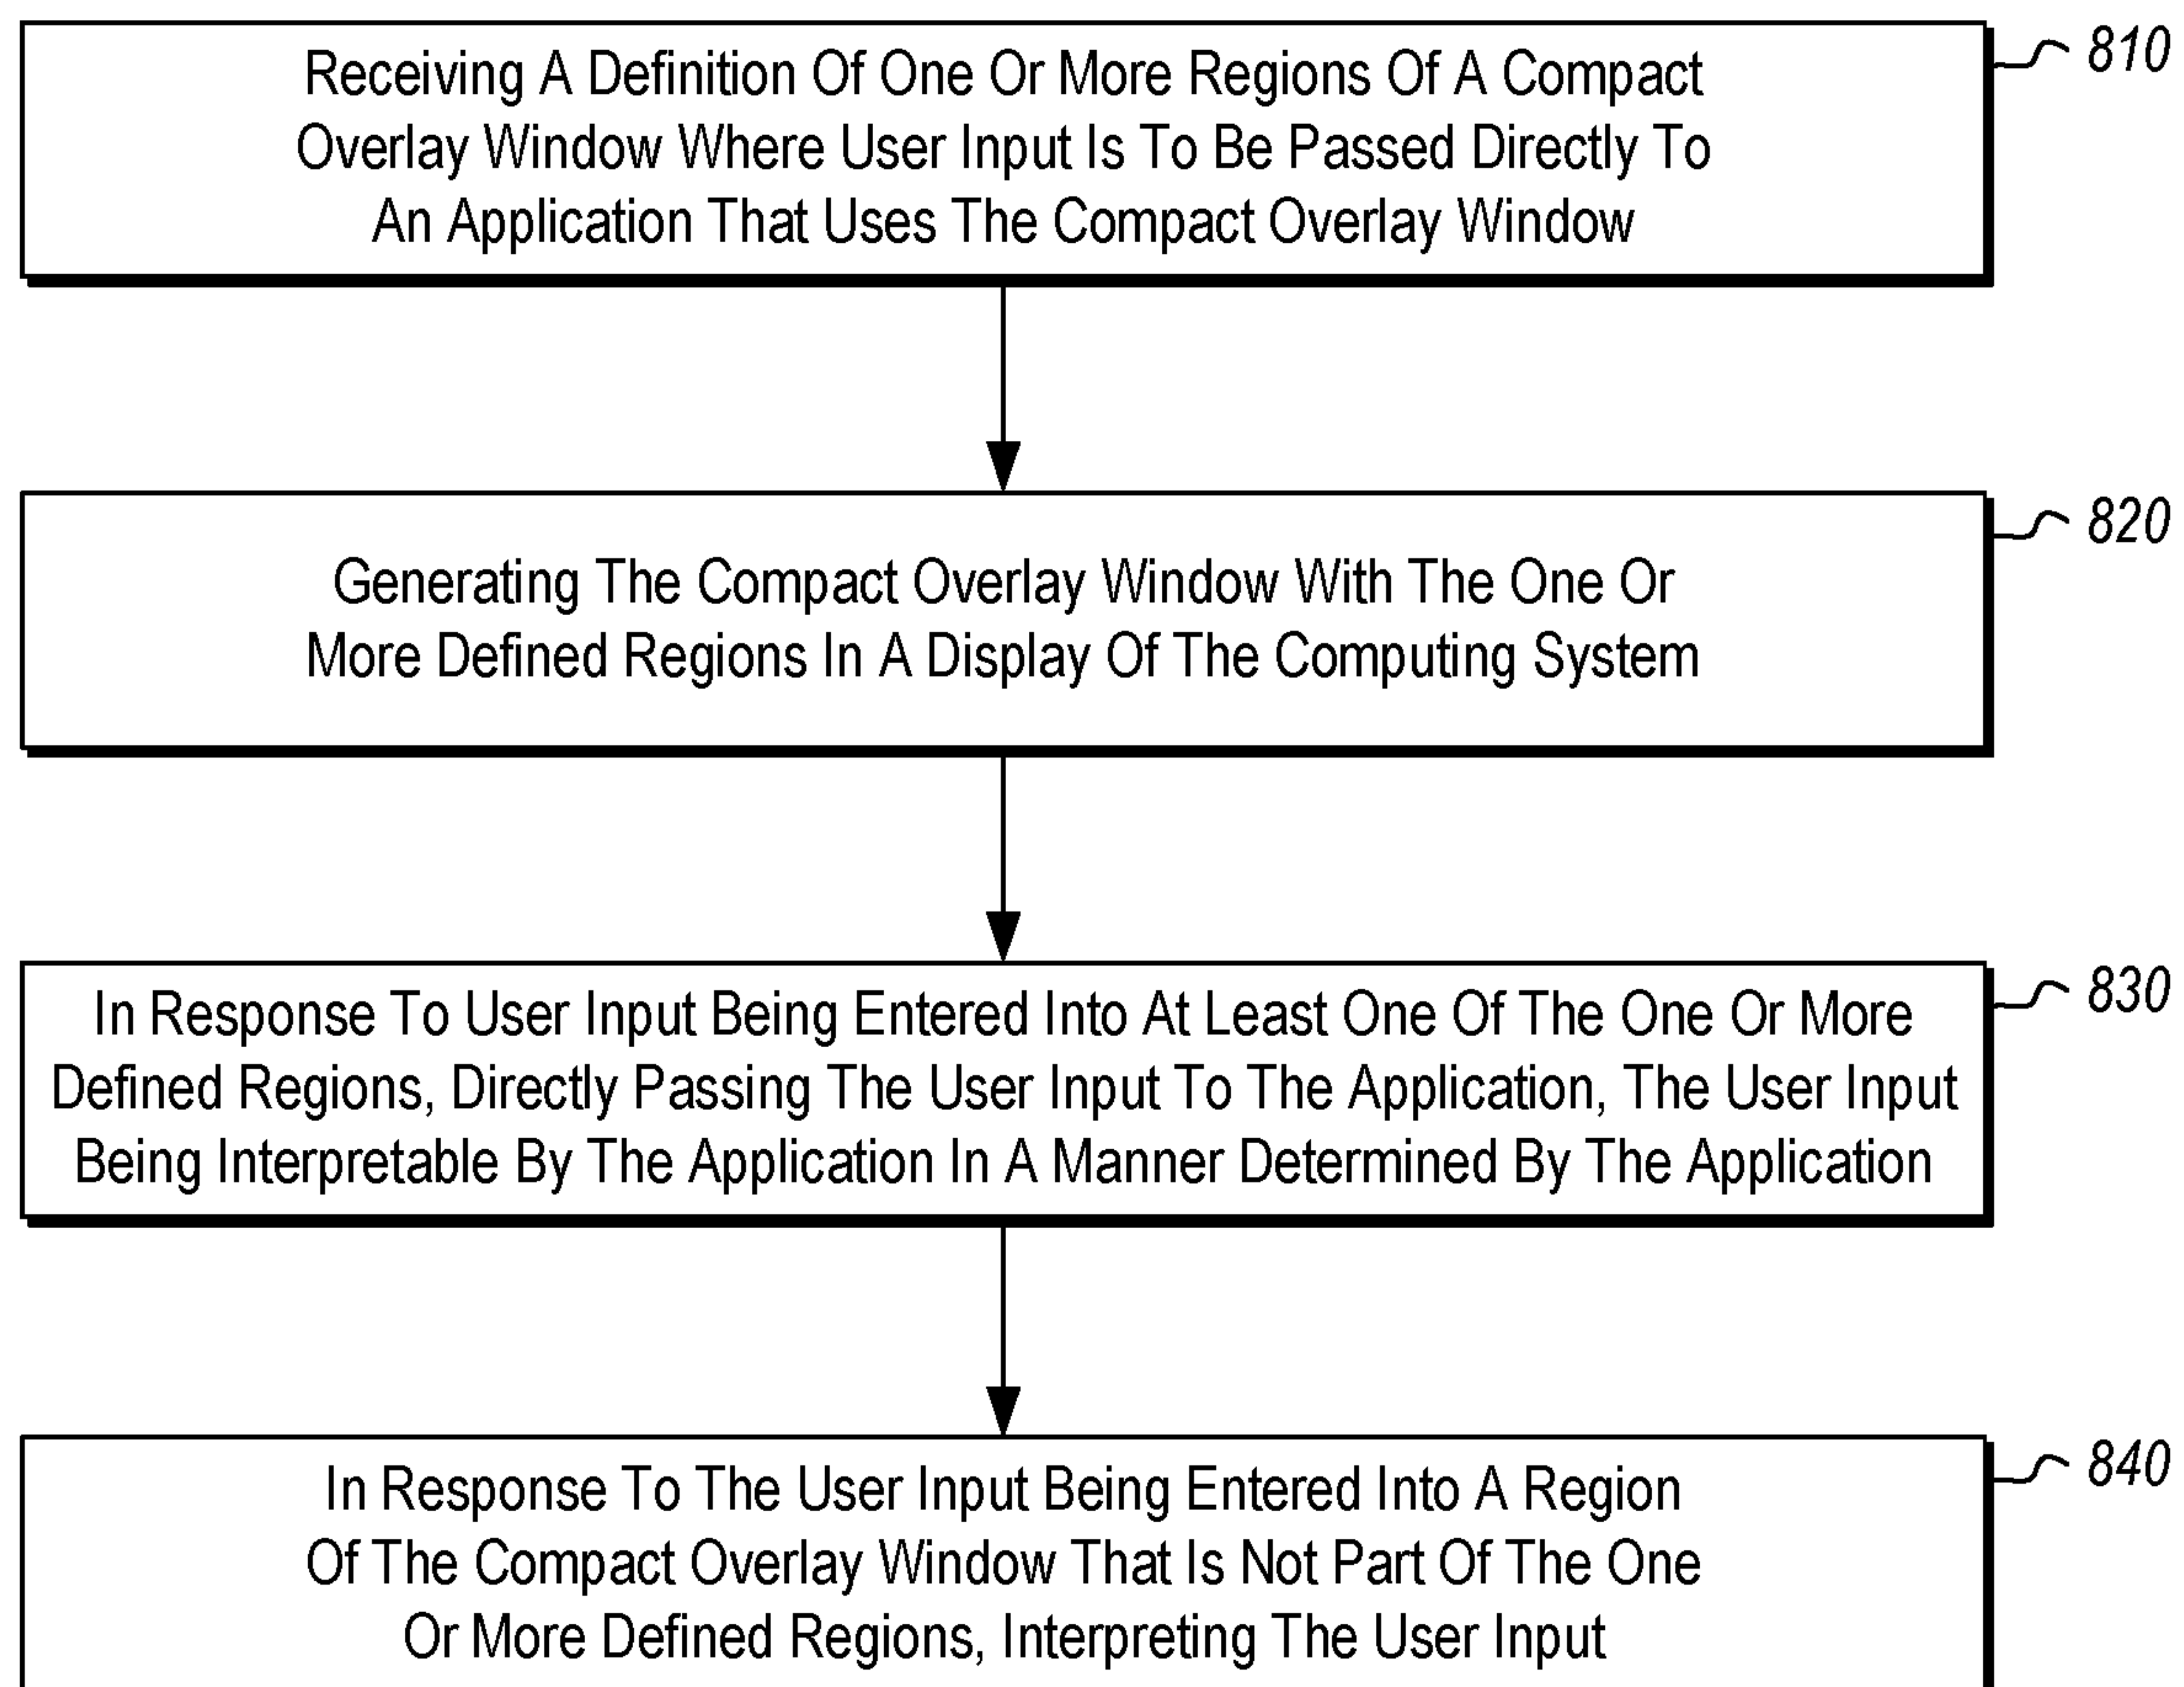 Receiving A Definition Of One Or More Regions Of A Compact
Overlay Window Where User Input Is To Be Passed Directly To
An Application That Uses The Compact Overlay Window
810
Generating The Compact Overlay Window With The One Or
More Defined Regions In A Display Of The Computing System
820
In Response To User Input Being Entered Into At Least One Of The One Or More
Defined Regions, Directly Passing The User Input To The Application, The User Input
Being Interpretable By The Application In A Manner Determined By The Application
830
In Response To The User Input Being Entered Into A Region
Of The Compact Overlay Window That Is Not Part Of The One
Or More Defined Regions, Interpreting The User Input
840